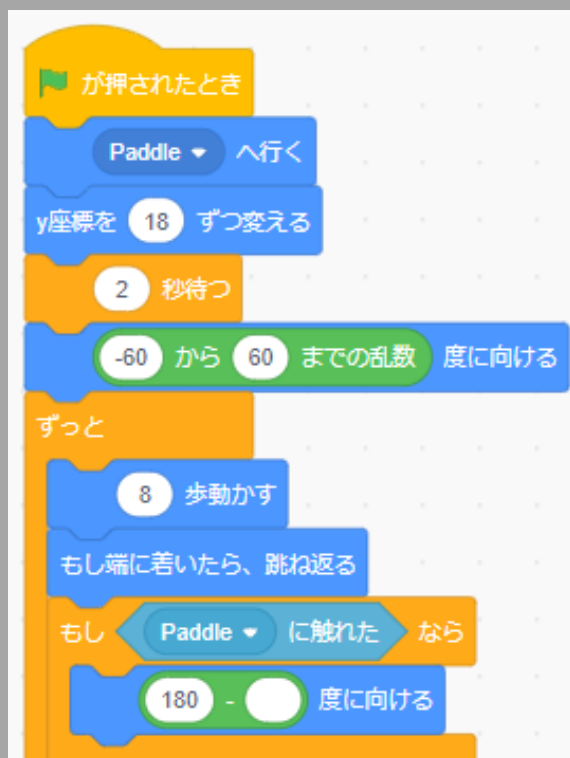 が押されたとき
Paddle へ行く
y座標を 18 ずつ変える
2 秒待つ
-60 から 60 までの乱数 度に向ける
ずっと
8 歩動かす
もし端に着いたら、跳ね返る
もし Paddle に触れた なら
180 - 度に向ける